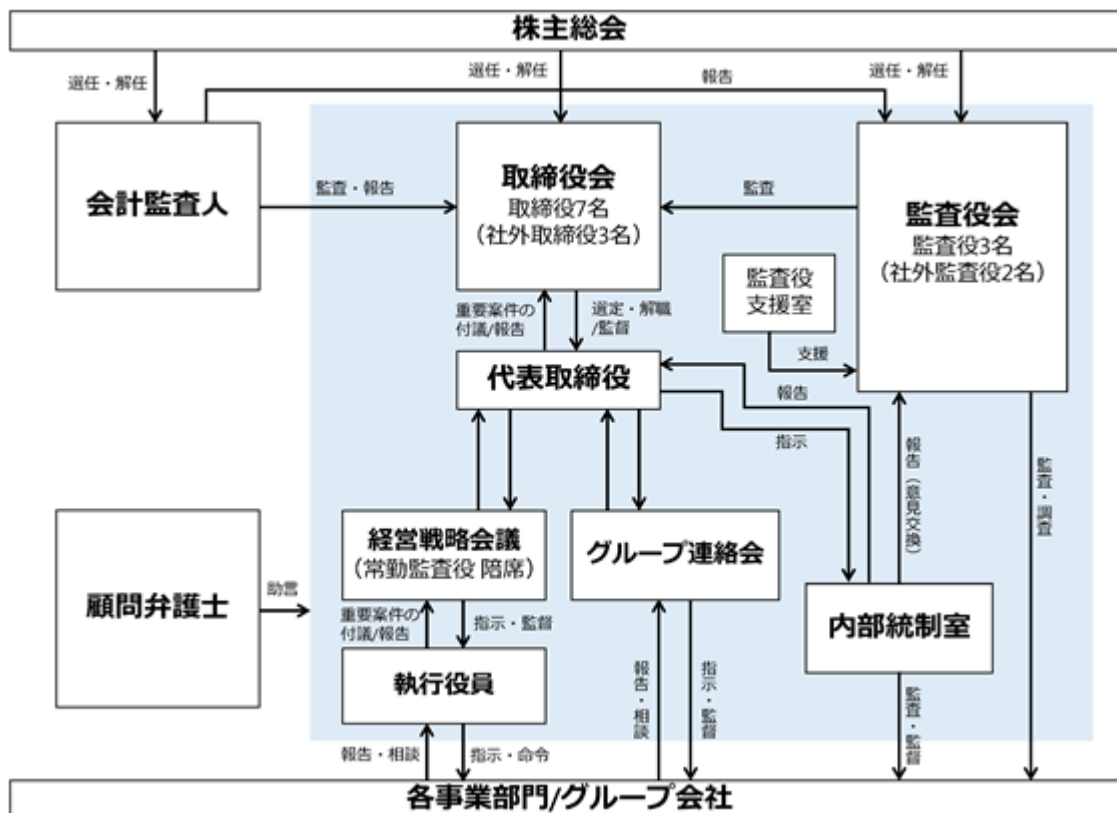 株主総会
選任・解任
選任・解任
報告
選任・解任
会計監査人
監査・報告
取締役会
取締役7名
（社外取締役3名）
監査
監査役会
監査役3名
（社外監査役2名）
監査役
支援室
支援
重要案件の
付議/報告
選定・解職
/監督
代表取締役
報告
指示
報告（意見交換）
監査・調査
顧問弁護士
助言
経営戦略会議
（常勤監査役 陪席）
グループ連絡会
内部統制室
重要案件の
付議/報告
指示・監督
執行役員
報告・相談
指示・監督
監査・監督
報告・相談
指示・命令
各事業部門/グループ会社